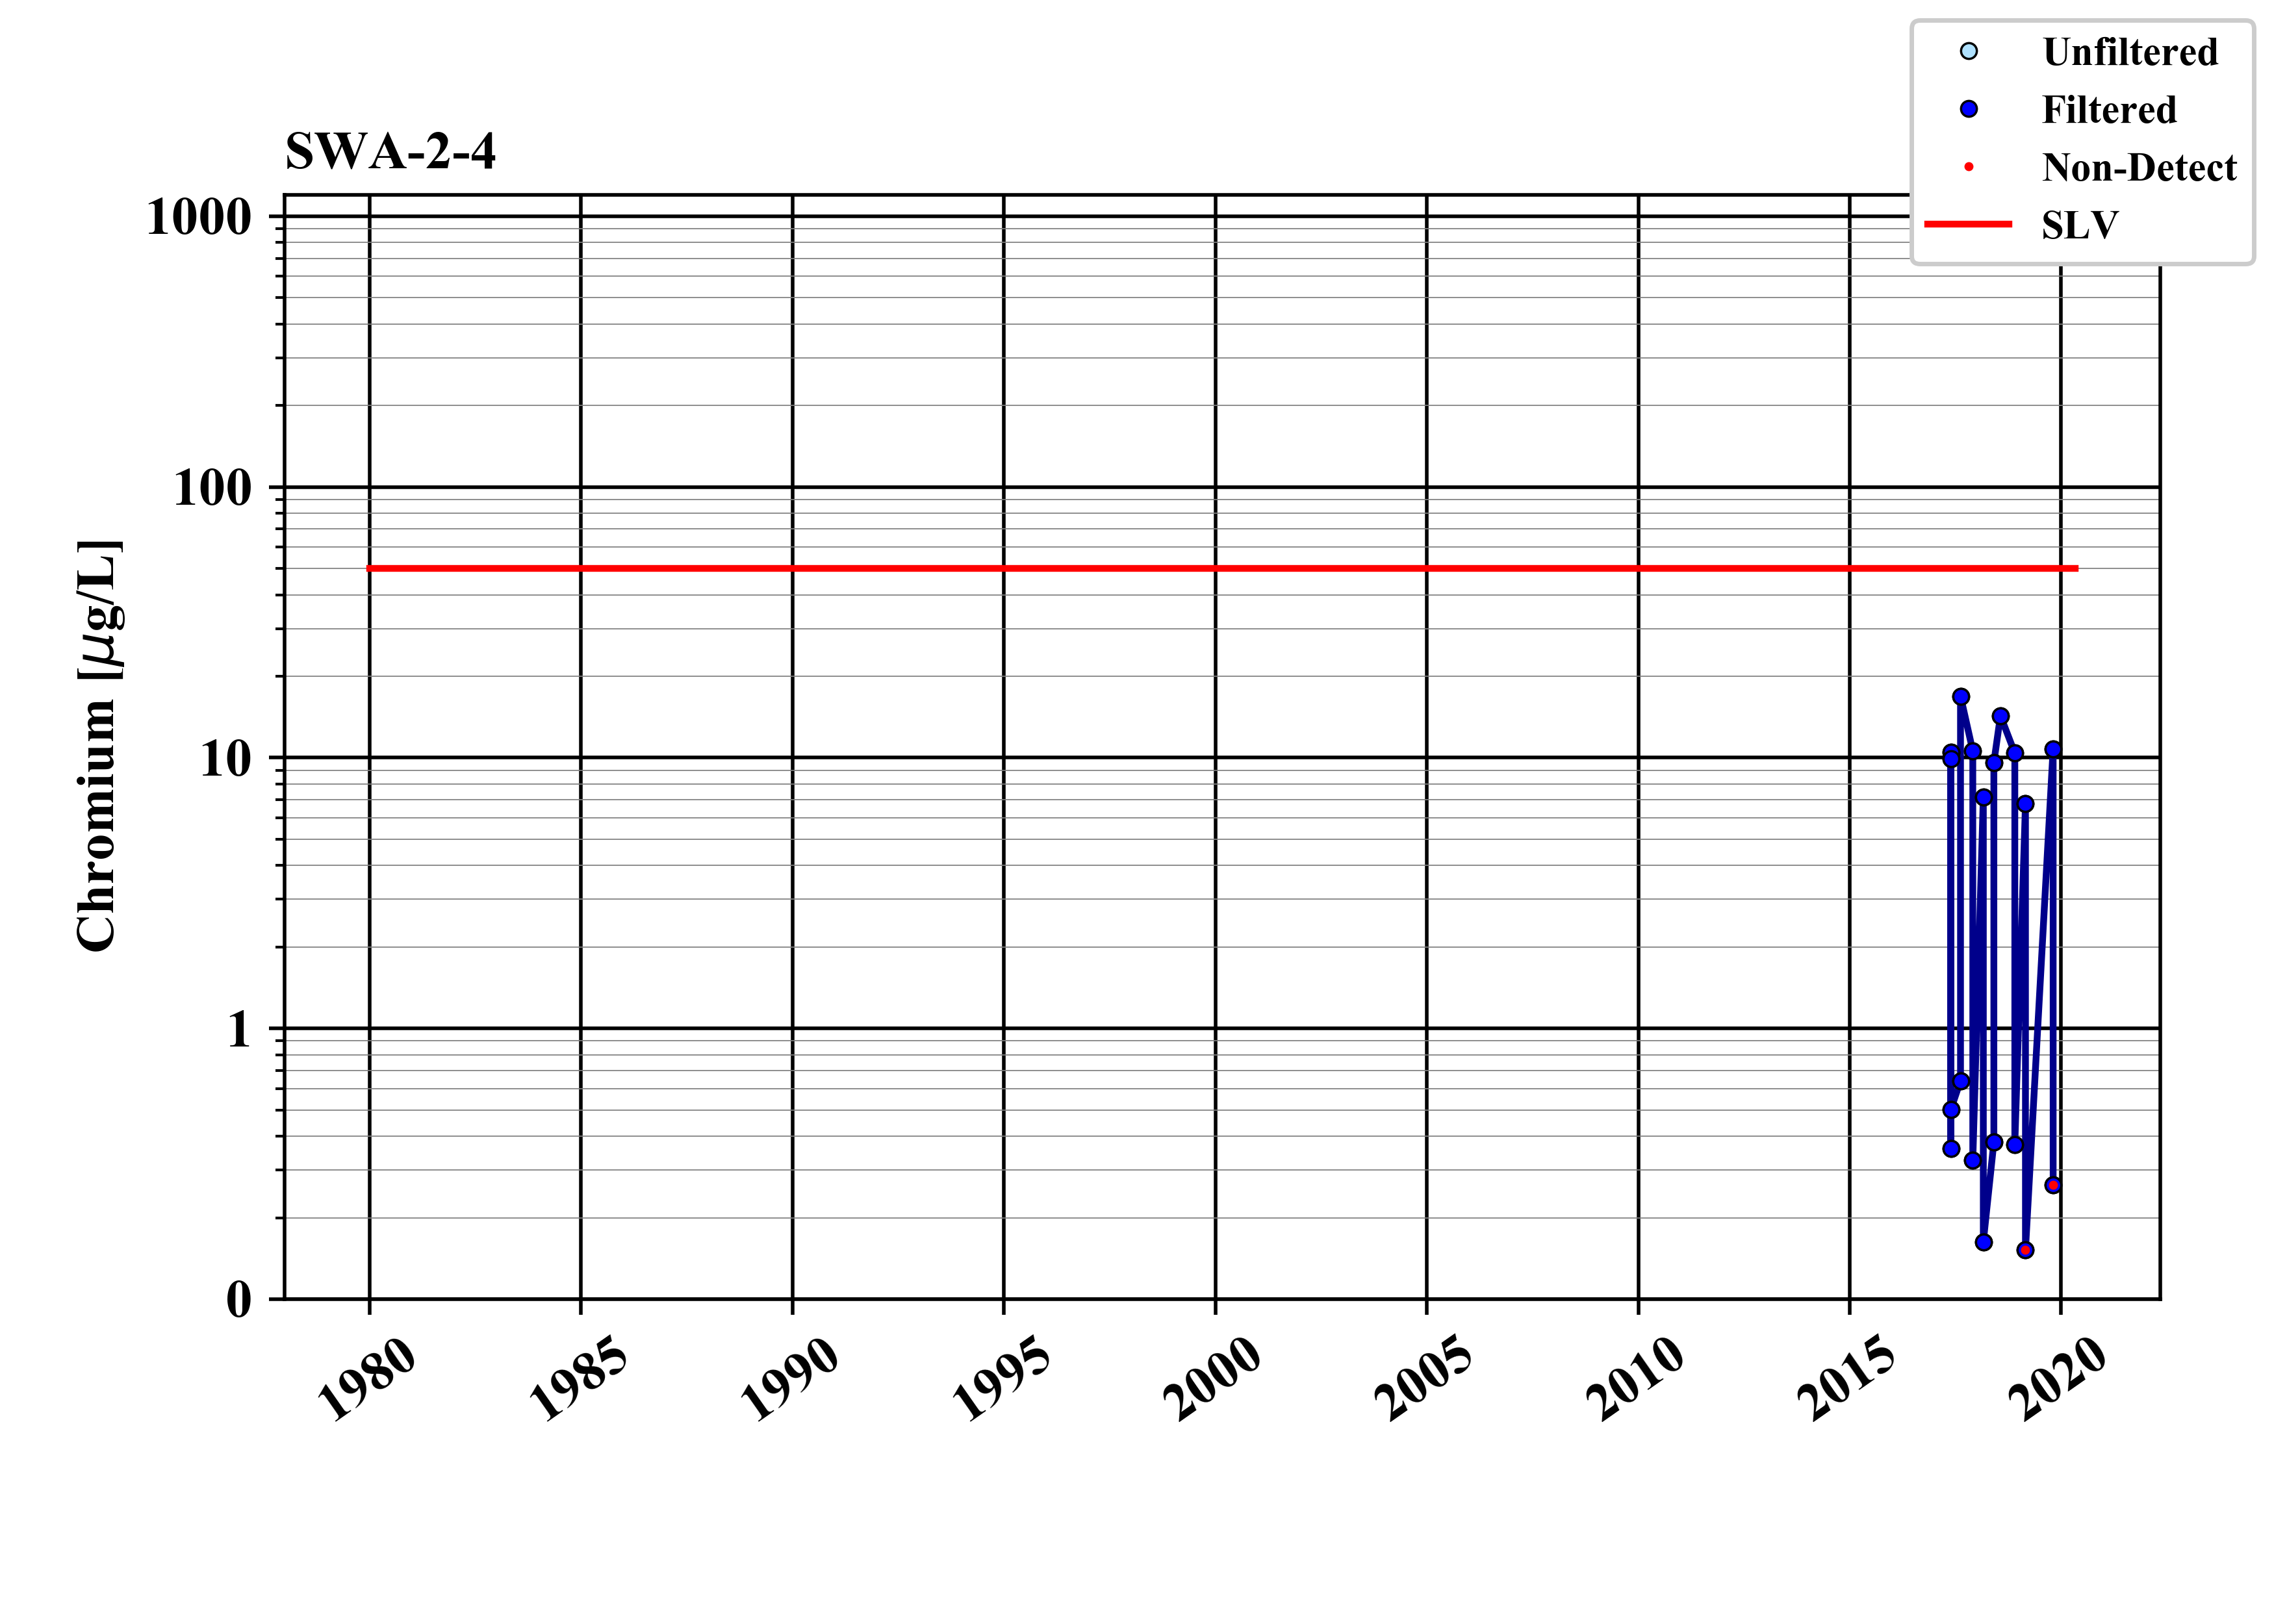 Unfiltered
Filtered
Non-Detect
SLV
SWA-2-4
1000
100
10
1
0
Chromium [μg/L]
1980
1985
1990
1995
2000
2005
2010
2015
2020